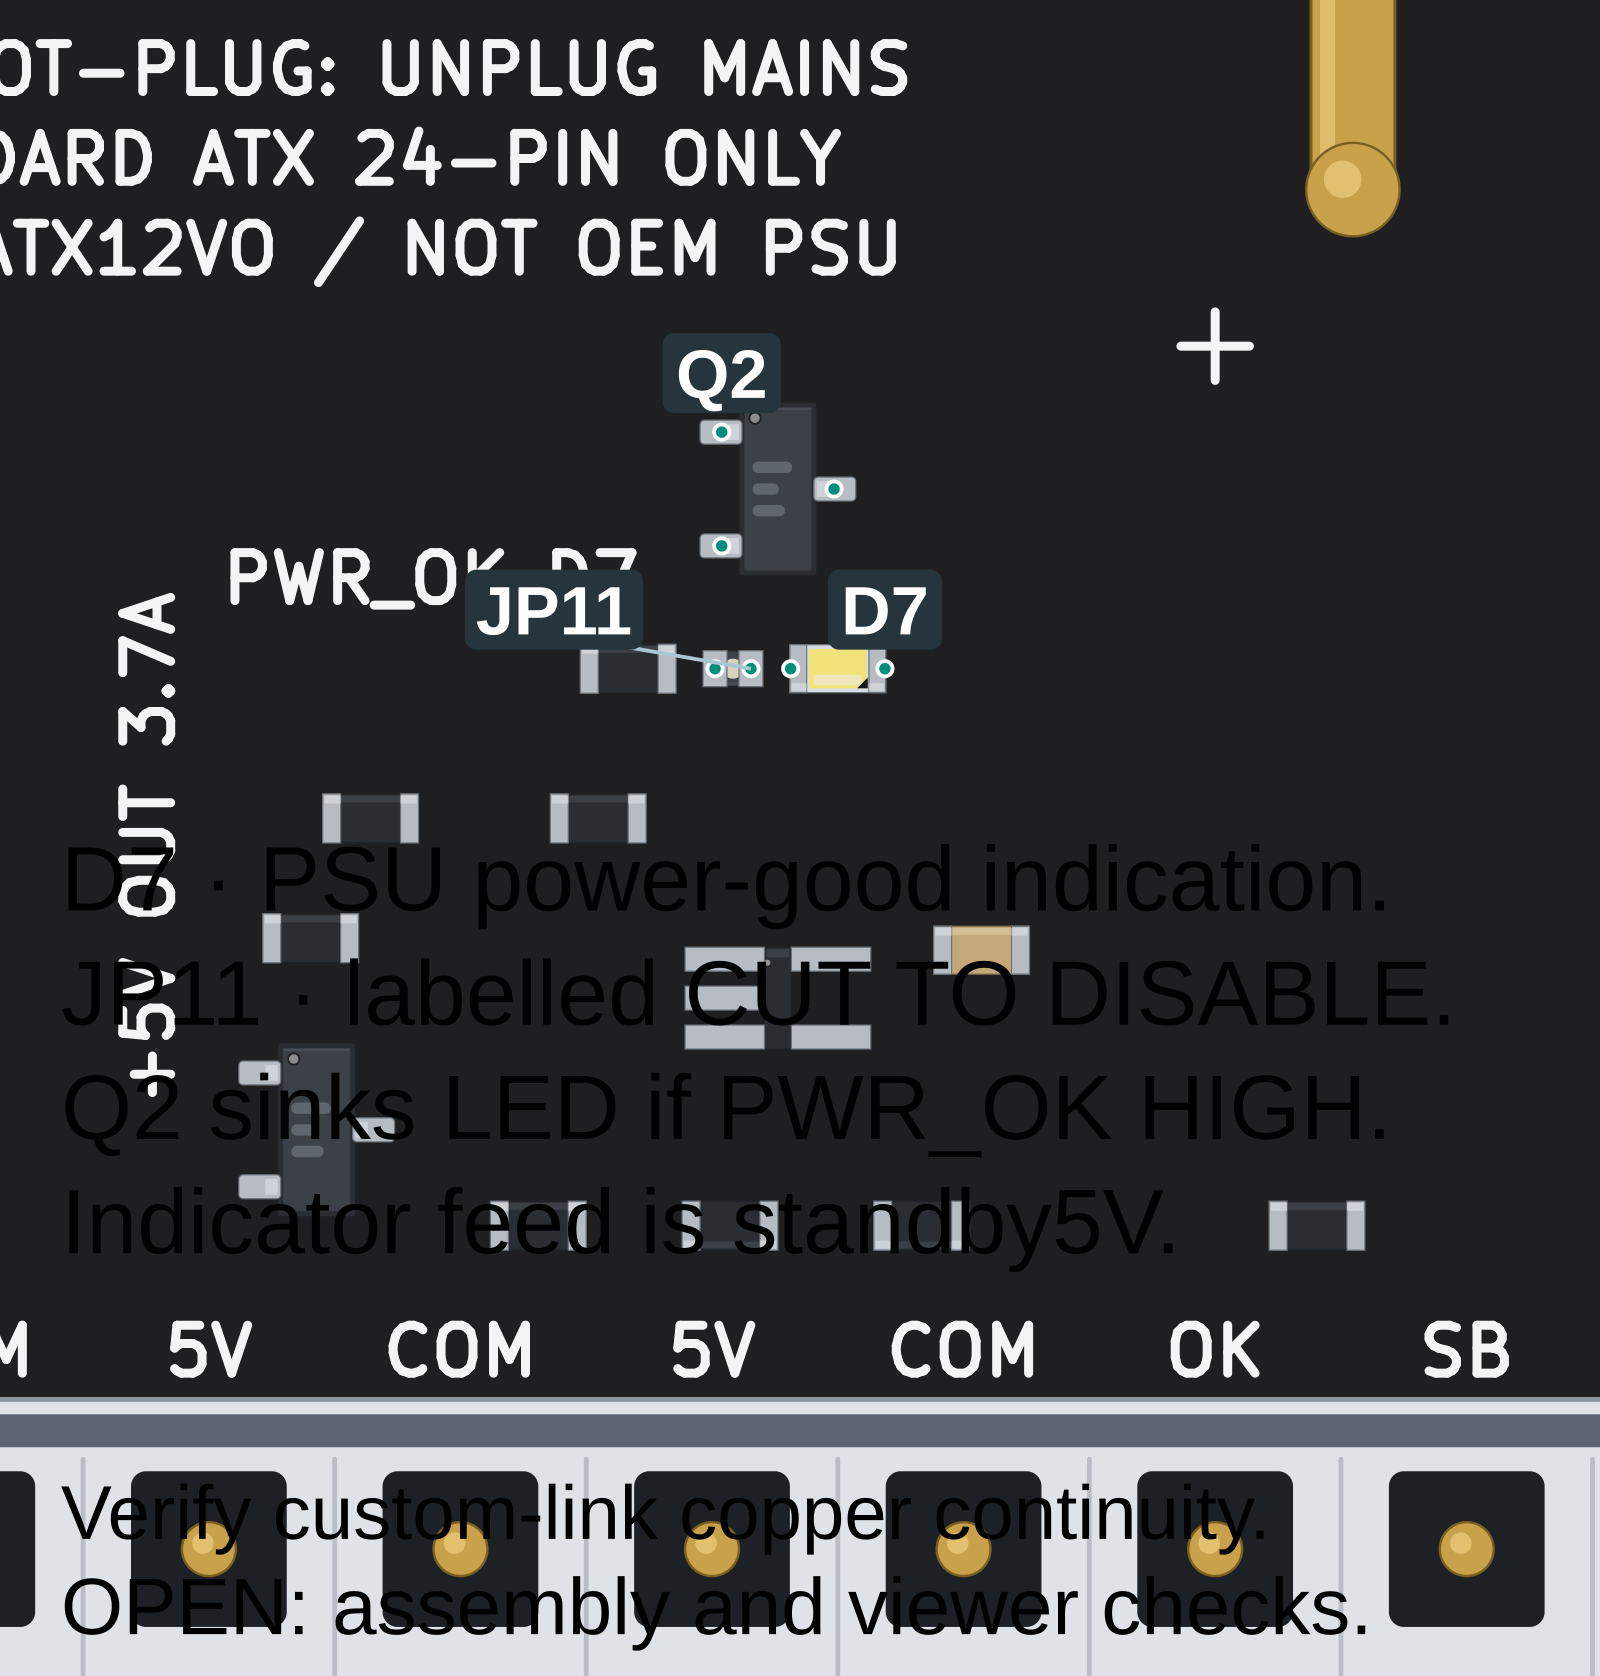 OT-PLUG: UNPLUG MAINS
OARD ATX 24-PIN ONLY
ATX12VO / NOT OEM PSU
Q2
PWR_OK D7
JP11
D7
+5V OUT 3.7A
D7 · PSU power-good indication.
JP11 · labelled CUT TO DISABLE.
Q2 sinks LED if PWR_OK HIGH.
Indicator feed is standby5V.
M 5V COM 5V COM OK SB
Verify custom-link copper continuity.
OPEN: assembly and viewer checks.